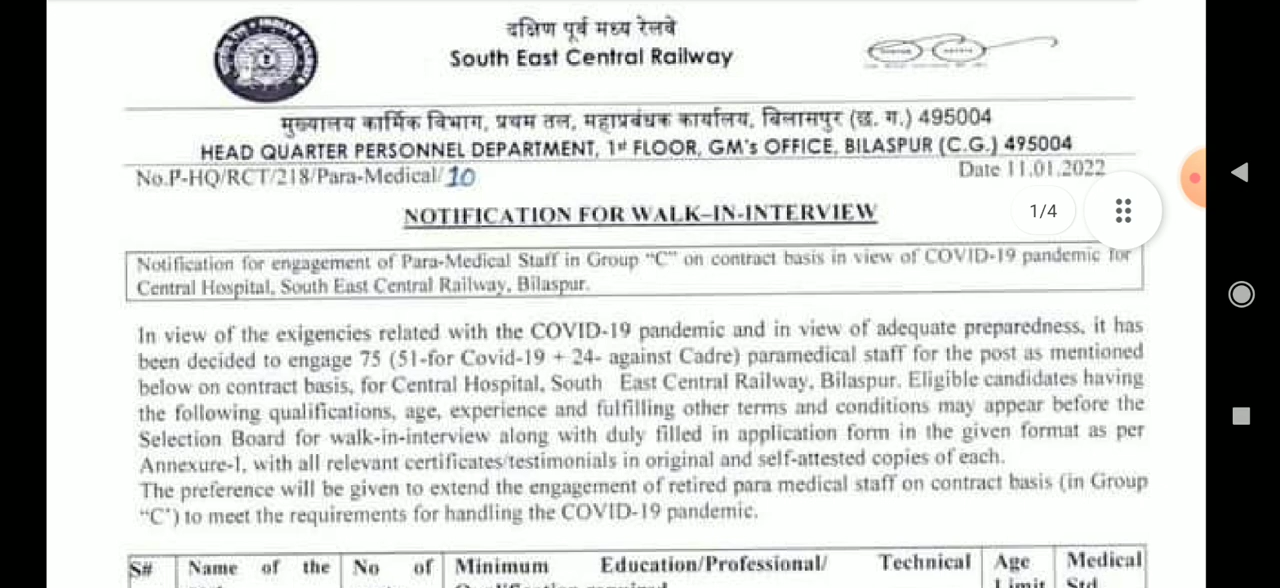 दक्षिण पूर्व मध्य रेलवे
South East Central Railway
मुख्यालय कार्मिक विभाग, प्रथम तल, महाप्रबंधक कार्यालय, बिलासपुर (छ. ग.) 495004
HEAD QUARTER PERSONNEL DEPARTMENT, 1st FLOOR, GM's OFFICE, BILASPUR (C.G.) 495004
No.P-HQ/RCT/218/Para-Medical/10 Date 11.01.2022
1/4
NOTIFICATION FOR WALK-IN-INTERVIEW
Notification for engagement of Para-Medical Staff in Group "C" on contract basis in view of COVID-19 pandemic for
Central Hospital, South East Central Railway, Bilaspur.
In view of the exigencies related with the COVID-19 pandemic and in view of adequate preparedness, it has
been decided to engage 75 (51-for Covid-19 + 24- against Cadre) paramedical staff for the post as mentioned
below on contract basis, for Central Hospital, South East Central Railway, Bilaspur. Eligible candidates having
the following qualifications, age, experience and fulfilling other terms and conditions may appear before the
Selection Board for walk-in-interview along with duly filled in application form in the given format as per
Annexure-I, with all relevant certificates/testimonials in original and self-attested copies of each.
The preference will be given to extend the engagement of retired para medical staff on contract basis (in Group
"C") to meet the requirements for handling the COVID-19 pandemic.
S# Name of the No of Minimum Education/Professional/ Technical Age Medical
Limit Std